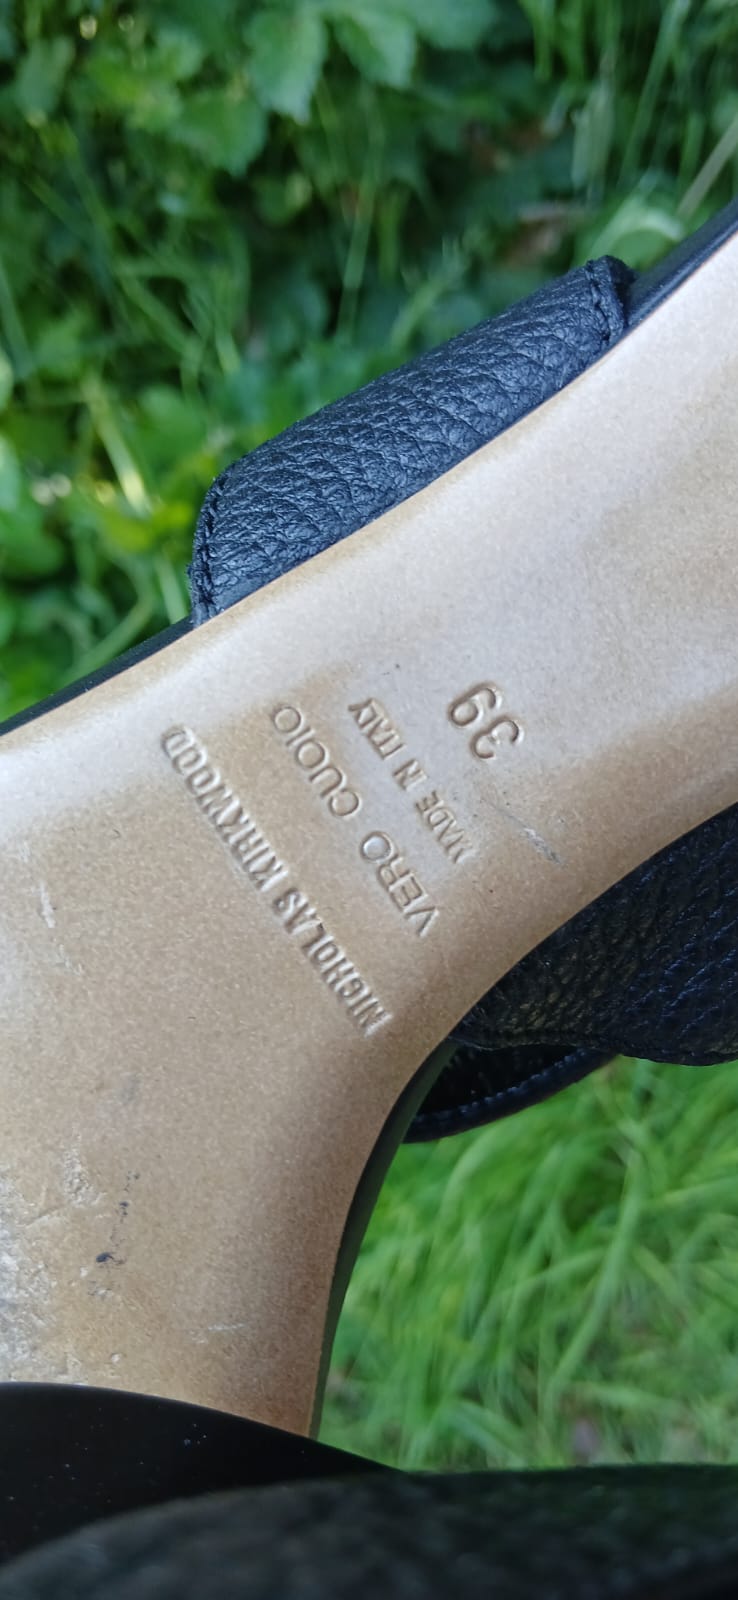 NICHOLAS KIRKWOOD
VERO CUOIO
MADE IN ITALY
39